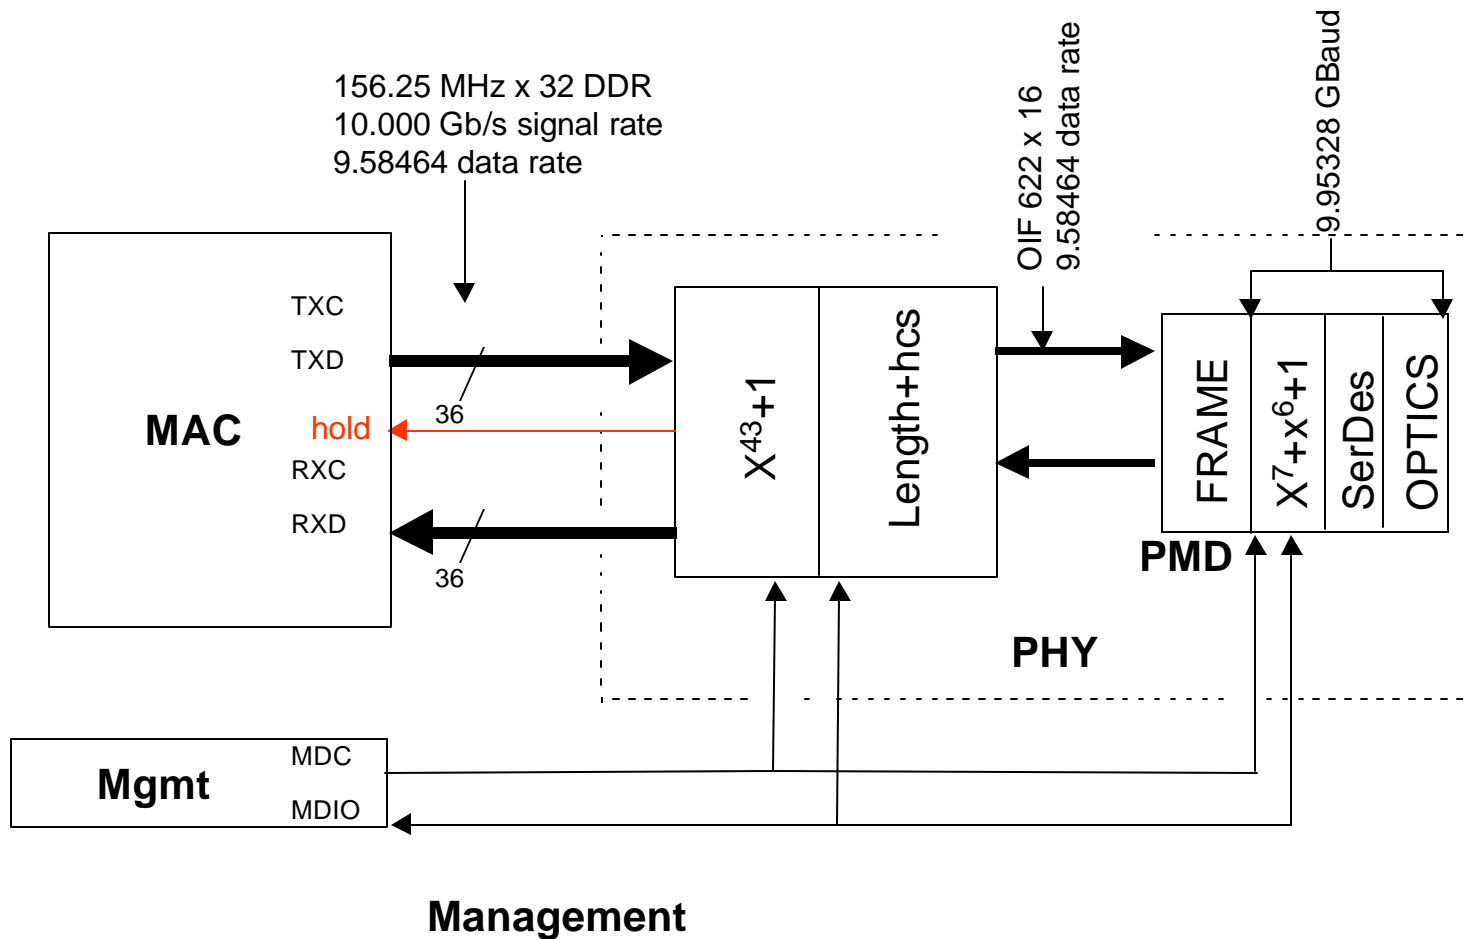 156.25 MHz x 32 DDR
10.000 Gb/s signal rate
9.58464 data rate
OIF 622 x 16
9.58464 data rate
9.95328 GBaud
TXC
TXD
MAC
hold
RXC
RXD
36
36
X⁴³+1
Length+hcs
FRAME
X⁷+x⁶+1
SerDes
OPTICS
PMD
PHY
Mgmt
MDC
MDIO
Management